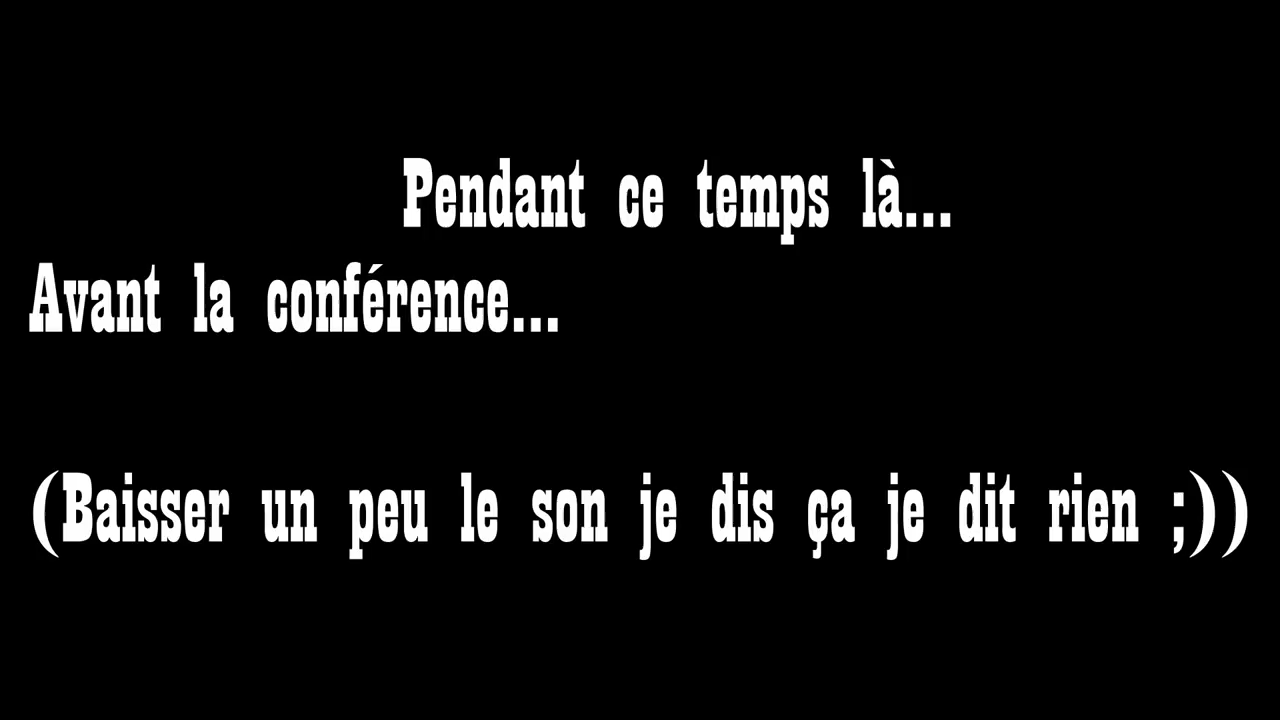 Pendant ce temps là...
Avant la conférence...
(Baisser un peu le son je dis ça je dit rien ;))